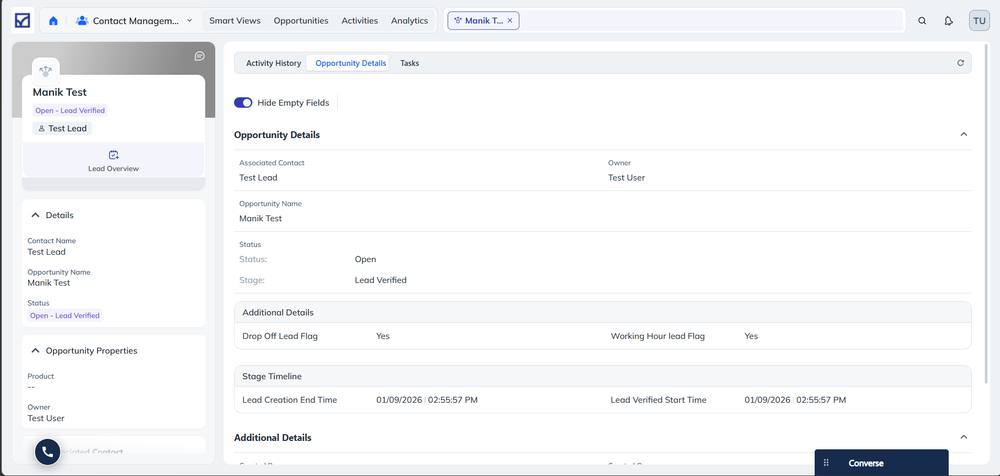 Contact Managem...
Smart Views
Opportunities
Activities
Analytics
Manik T...
TU
Manik Test
Open - Lead Verified
Test Lead
Lead Overview
Details
Contact Name
Test Lead
Opportunity Name
Manik Test
Status
Open - Lead Verified
Opportunity Properties
Product
--
Owner
Test User
Activity History
Opportunity Details
Tasks
Hide Empty Fields
Opportunity Details
Associated Contact
Test Lead
Owner
Test User
Opportunity Name
Manik Test
Status
Status: Open
Stage: Lead Verified
Additional Details
Drop Off Lead Flag Yes
Working Hour lead Flag Yes
Stage Timeline
Lead Creation End Time 01/09/2026 | 02:55:57 PM
Lead Verified Start Time 01/09/2026 | 02:55:57 PM
Additional Details
Converse